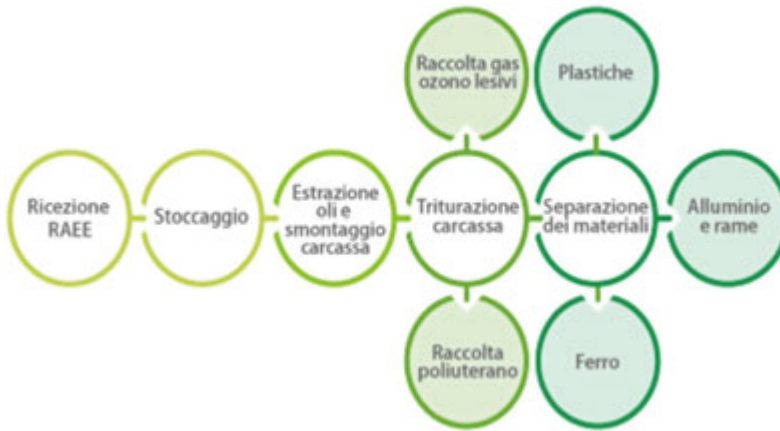 Raccolta gas
ozono lesivi
Plastiche
Ricezione
RAEE
Stoccaggio
Estrazione
oli e
smontaggio
carcassa
Triturazione
carcassa
Separazione
dei materiali
Alluminio
e rame
Raccolta
poliuterano
Ferro